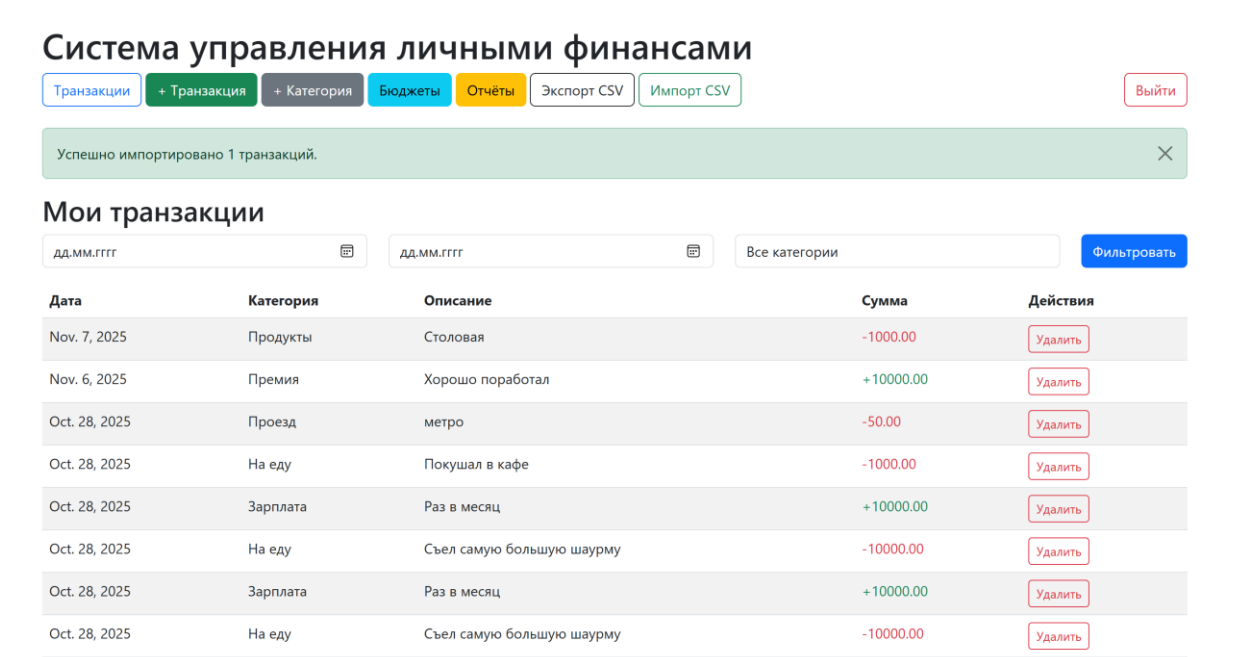 Система управления личными финансами
Транзакции + Транзакция + Категория Бюджеты Отчёты Экспорт CSV Импорт CSV Выйти
Успешно импортировано 1 транзакций.
Мои транзакции
дд.мм.гггг дд.мм.гггг Все категории Фильтровать
Дата Категория Описание Сумма Действия
Nov. 7, 2025 Продукты Столовая -1000.00 Удалить
Nov. 6, 2025 Премия Хорошо поработал +10000.00 Удалить
Oct. 28, 2025 Проезд метро -50.00 Удалить
Oct. 28, 2025 На еду Покушал в кафе -1000.00 Удалить
Oct. 28, 2025 Зарплата Раз в месяц +10000.00 Удалить
Oct. 28, 2025 На еду Съел самую большую шаурму -10000.00 Удалить
Oct. 28, 2025 Зарплата Раз в месяц +10000.00 Удалить
Oct. 28, 2025 На еду Съел самую большую шаурму -10000.00 Удалить